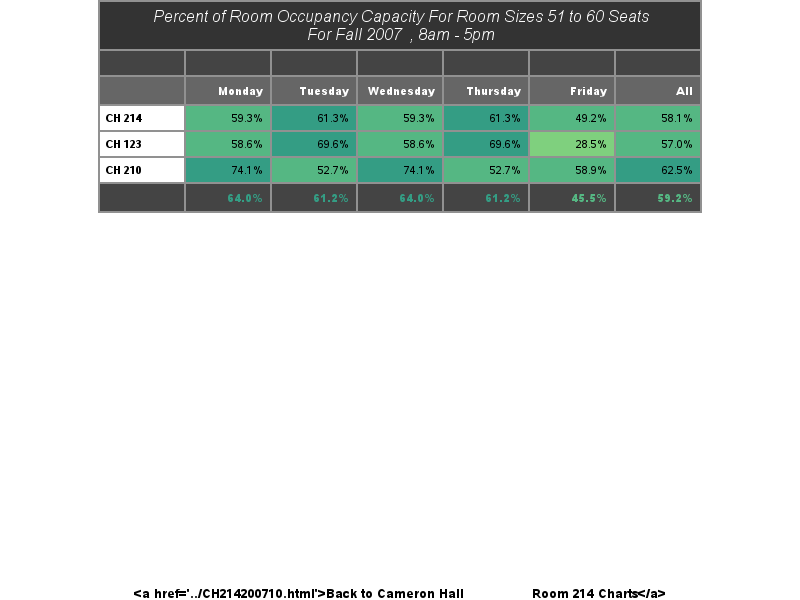 Percent of Room Occupancy Capacity For Room Sizes 51 to 60 Seats
For Fall 2007 , 8am - 5pm
Monday Tuesday Wednesday Thursday Friday All
CH 214 59.3% 61.3% 59.3% 61.3% 49.2% 58.1%
CH 123 58.6% 69.6% 58.6% 69.6% 28.5% 57.0%
CH 210 74.1% 52.7% 74.1% 52.7% 58.9% 62.5%
64.0% 61.2% 64.0% 61.2% 45.5% 59.2%
<a href='../CH214200710.html'>Back to Cameron Hall Room 214 Charts</a>